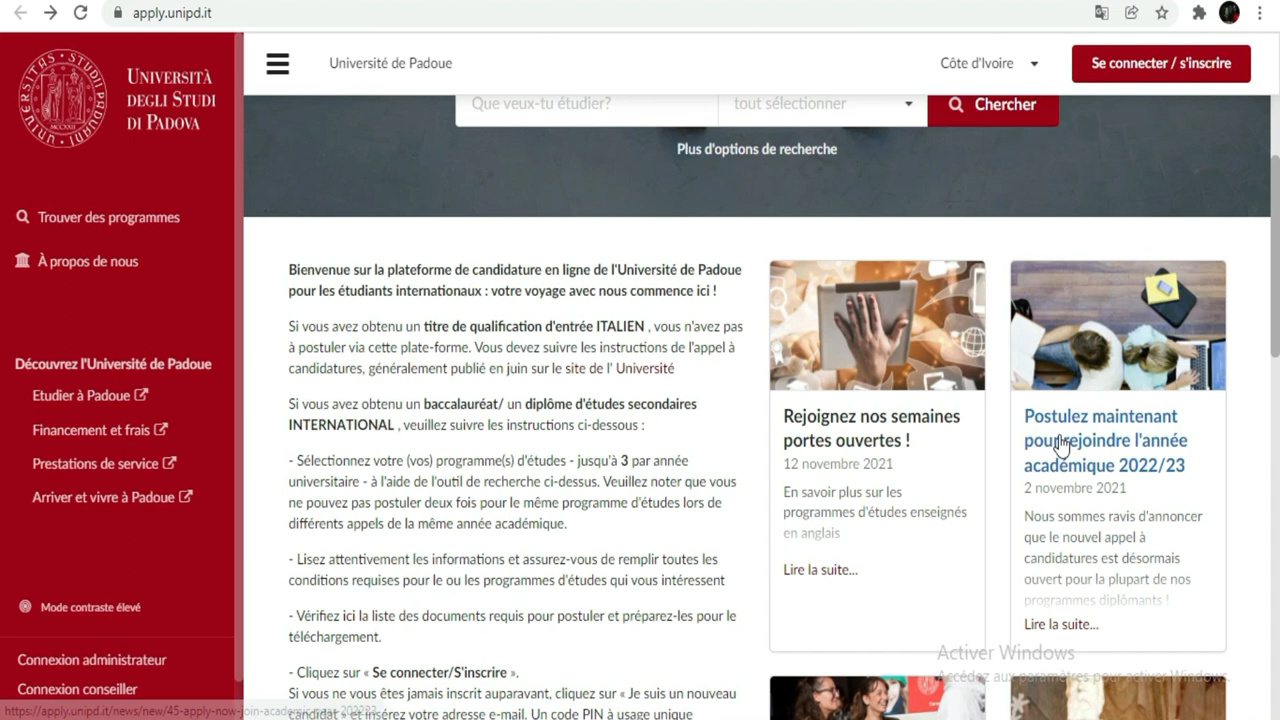 apply.unipd.it
UNIVERSITÀ
DEGLI STUDI
DI PADOVA
Université de Padoue
Côte d'Ivoire
Se connecter / s'inscrire
Que veux-tu étudier?
tout sélectionner
Chercher
Plus d'options de recherche
Trouver des programmes
À propos de nous
Découvrez l'Université de Padoue
Etudier à Padoue
Financement et frais
Prestations de service
Arriver et vivre à Padoue
Mode contraste élevé
Connexion administrateur
Connexion conseiller
Bienvenue sur la plateforme de candidature en ligne de l'Université de Padoue
pour les étudiants internationaux : votre voyage avec nous commence ici !
Si vous avez obtenu un titre de qualification d'entrée ITALIEN , vous n'avez pas
à postuler via cette plate-forme. Vous devez suivre les instructions de l'appel à
candidatures, généralement publié en juin sur le site de l' Université
Si vous avez obtenu un baccalauréat/ un diplôme d'études secondaires
INTERNATIONAL , veuillez suivre les instructions ci-dessous :
- Sélectionnez votre (vos) programme(s) d'études - jusqu'à 3 par année
universitaire - à l'aide de l'outil de recherche ci-dessus. Veuillez noter que vous
ne pouvez pas postuler deux fois pour le même programme d'études lors de
différents appels de la même année académique.
- Lisez attentivement les informations et assurez-vous de remplir toutes les
conditions requises pour le ou les programmes d'études qui vous intéressent
- Vérifiez ici la liste des documents requis pour postuler et préparez-les pour le
téléchargement.
- Cliquez sur « Se connecter/S'inscrire ».
Si vous ne vous êtes jamais inscrit auparavant, cliquez sur « Je suis un nouveau
candidat » et insérez votre adresse e-mail. Un code PIN à usage unique
Rejoignez nos semaines
portes ouvertes !
12 novembre 2021
En savoir plus sur les
programmes d'études enseignés
en anglais
Lire la suite...
Postulez maintenant
pour rejoindre l'année
académique 2022/23
2 novembre 2021
Nous sommes ravis d'annoncer
que le nouvel appel à
candidatures est désormais
ouvert pour la plupart de nos
programmes diplômants !
Lire la suite...
Activer Windows
Accédez aux paramètres pour activer Windows.